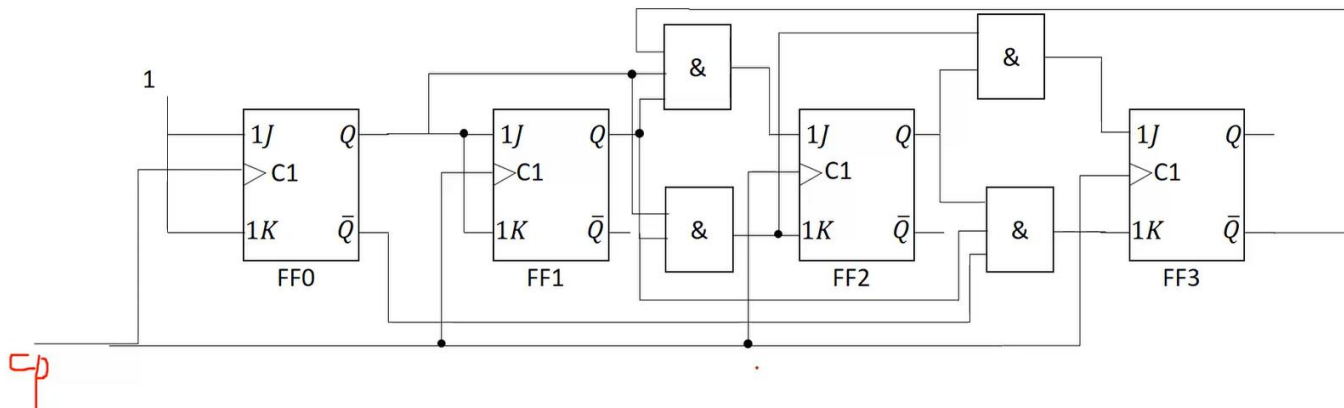 &
&
1
1J Q
C1
1K Q̅
FF0
1J Q
C1
1K Q̅
FF1
&
1J Q
C1
1K Q̅
FF2
&
1J Q
C1
1K Q̅
FF3
cp